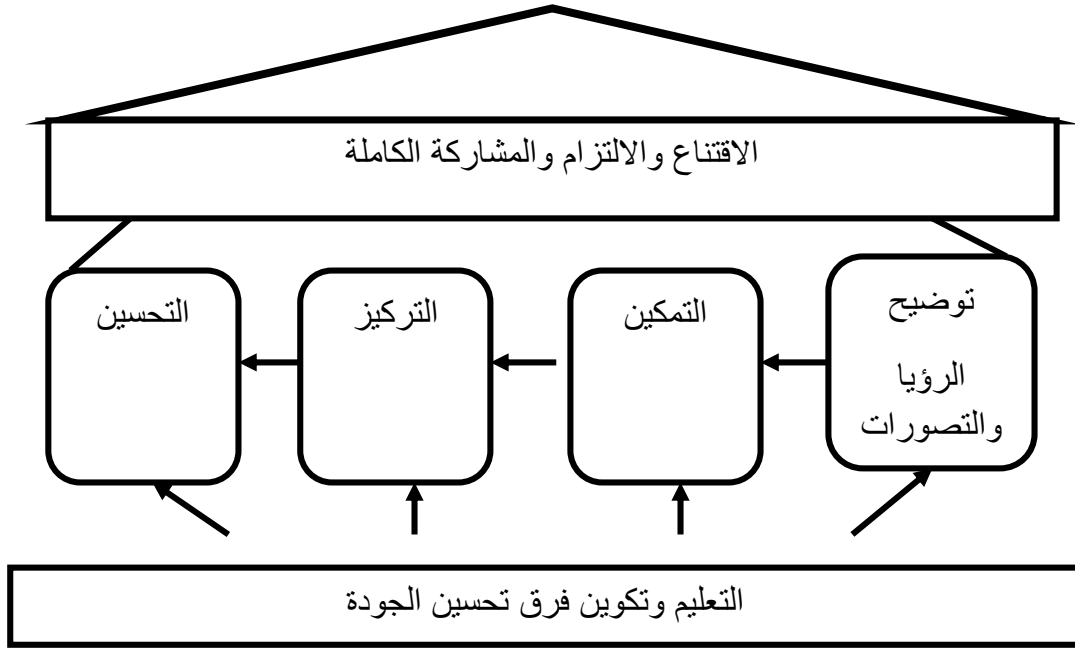 الاقتناع والالتزام والمشاركة الكاملة
توضيح
الرؤيا
والتصورات
التمكين
التركيز
التحسين
التعليم وتكوين فرق تحسين الجودة